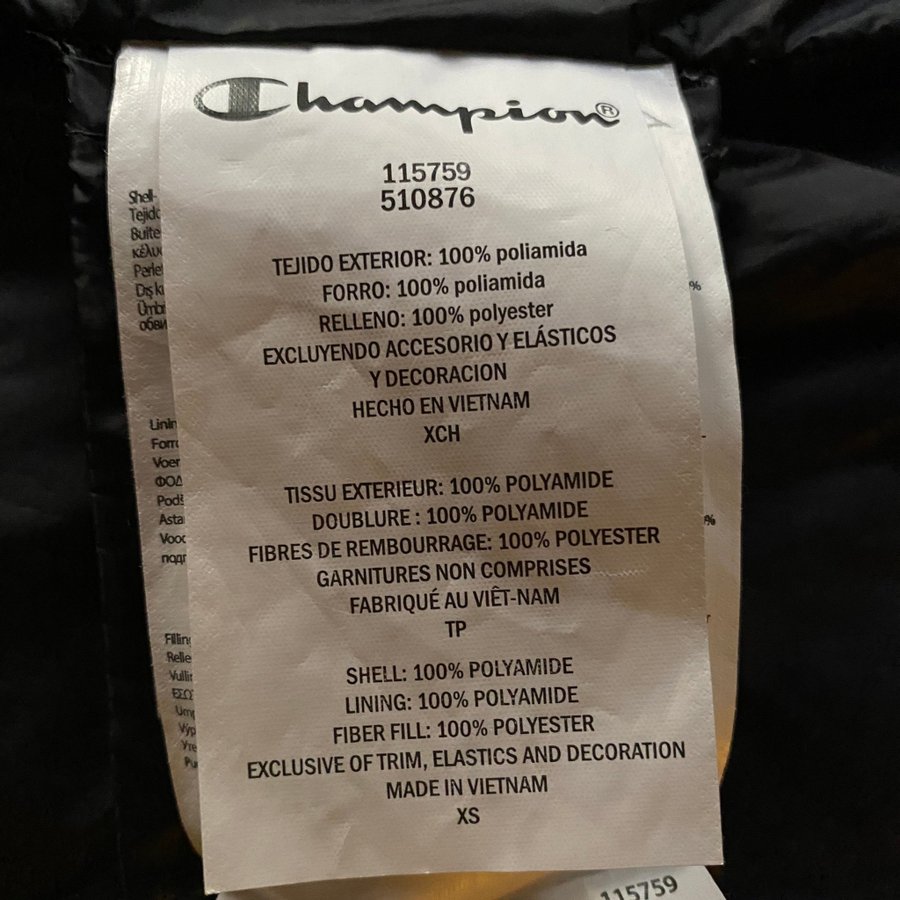 Champion®
115759
510876
TEJIDO EXTERIOR: 100% poliamida
FORRO: 100% poliamida
RELLENO: 100% polyester
EXCLUYENDO ACCESORIO Y ELÁSTICOS
Y DECORACION
HECHO EN VIETNAM
XCH
TISSU EXTERIEUR: 100% POLYAMIDE
DOUBLURE : 100% POLYAMIDE
FIBRES DE REMBOURRAGE: 100% POLYESTER
GARNITURES NON COMPRISES
FABRIQUÉ AU VIÊT-NAM
TP
SHELL: 100% POLYAMIDE
LINING: 100% POLYAMIDE
FIBER FILL: 100% POLYESTER
EXCLUSIVE OF TRIM, ELASTICS AND DECORATION
MADE IN VIETNAM
XS
115759